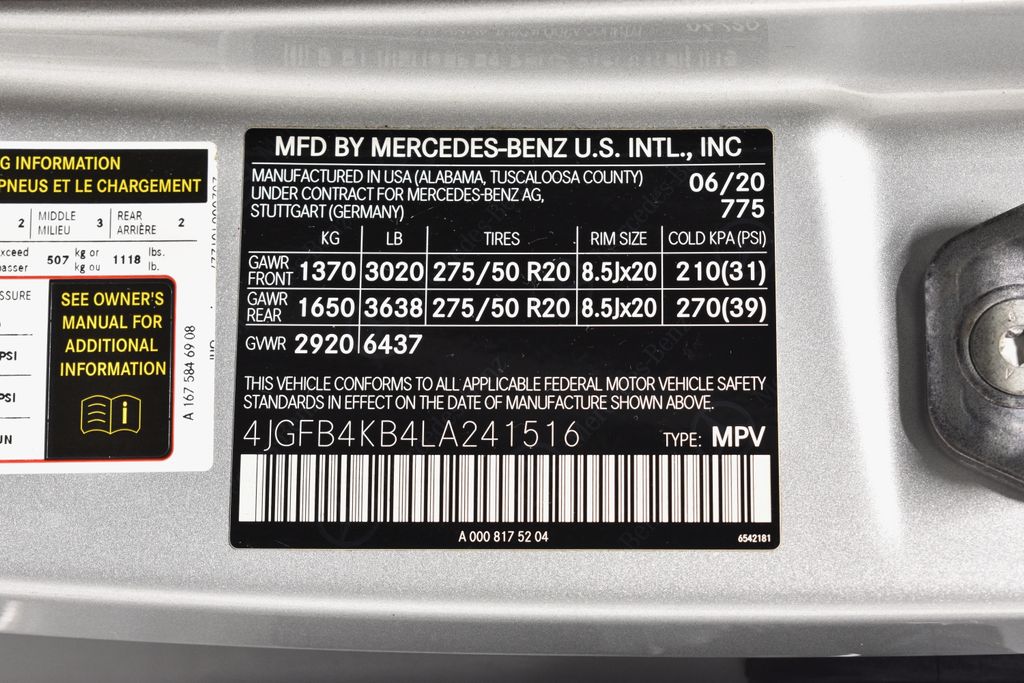 G INFORMATION
PNEUS ET LE CHARGEMENT
2 MIDDLE MILIEU 3 REAR ARRIÈRE 2
xceed 507 kg or 1118 lbs.
passer kg ou lb.
SSURE
PSI
PSI
UN
SEE OWNER'S
MANUAL FOR
ADDITIONAL
INFORMATION
i
A 167 584 69 08
MFD BY MERCEDES-BENZ U.S. INTL., INC
MANUFACTURED IN USA (ALABAMA, TUSCALOOSA COUNTY) 06/20
UNDER CONTRACT FOR MERCEDES-BENZ AG,
STUTTGART (GERMANY) 775
KG LB TIRES RIM SIZE COLD KPA(PSI)
GAWR FRONT 1370 3020 275/50 R20 8.5Jx20 210(31)
GAWR REAR 1650 3638 275/50 R20 8.5Jx20 270(39)
GVWR 2920 6437
THIS VEHICLE CONFORMS TO ALL APPLICABLE FEDERAL MOTOR VEHICLE SAFETY
STANDARDS IN EFFECT ON THE DATE OF MANUFACTURE SHOWN ABOVE.
4JGFB4KB4LA241516 TYPE: MPV
A 000 817 52 04
6542181